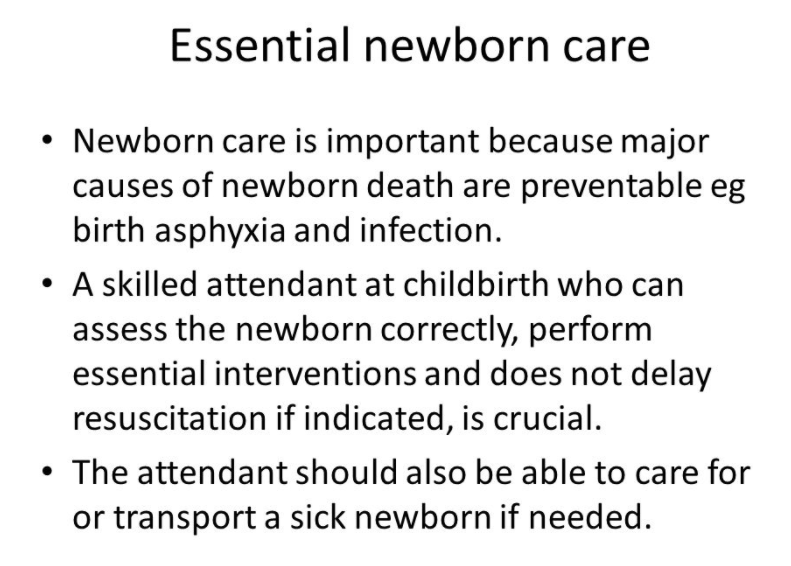 Essential newborn care
• Newborn care is important because major
causes of newborn death are preventable eg
birth asphyxia and infection.
• A skilled attendant at childbirth who can
assess the newborn correctly, perform
essential interventions and does not delay
resuscitation if indicated, is crucial.
• The attendant should also be able to care for
or transport a sick newborn if needed.